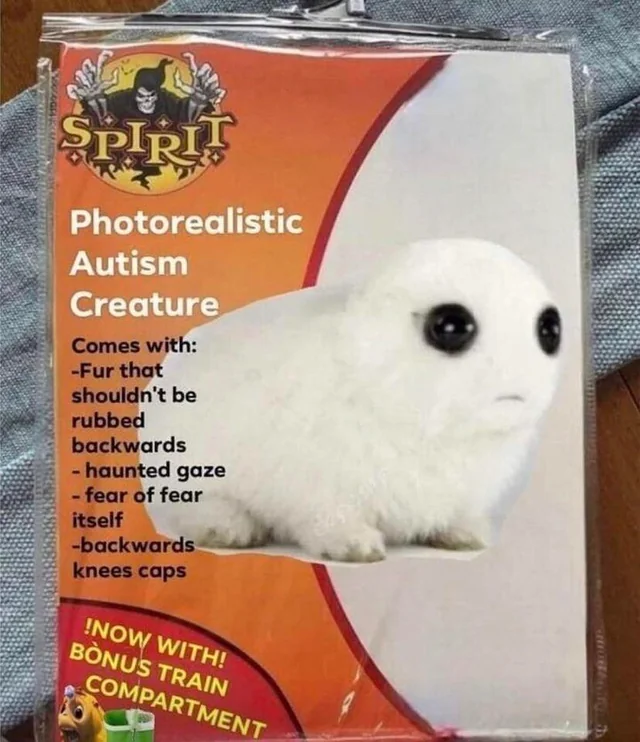 SPIRIT
Photorealistic
Autism
Creature
Comes with:
-Fur that
shouldn't be
rubbed
backwards
- haunted gaze
- fear of fear
itself
-backwards
knees caps
!NOW WITH!
BÒNUS TRAIN
COMPARTMENT